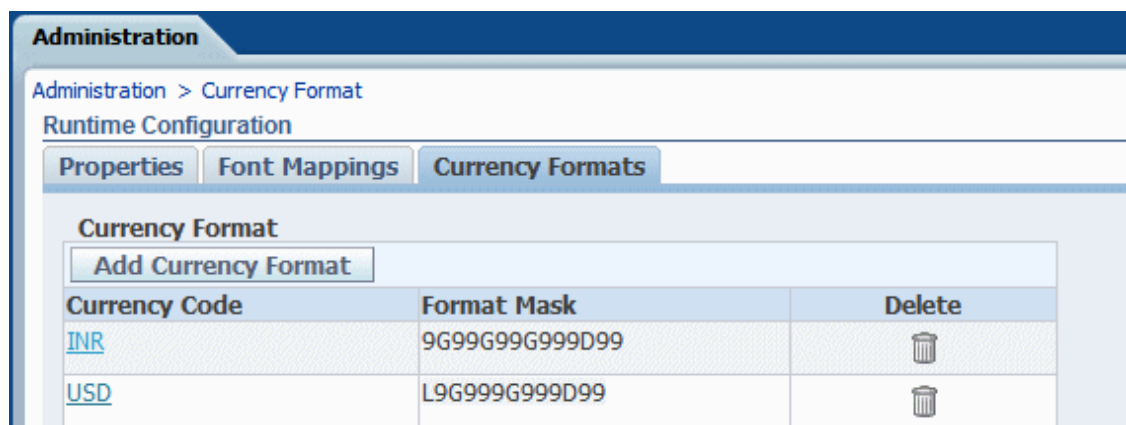 Administration
Administration > Currency Format
Runtime Configuration
Properties Font Mappings Currency Formats
Currency Format
Add Currency Format
Currency Code Format Mask Delete
INR 9G99G99G999D99
USD L9G999G999D99